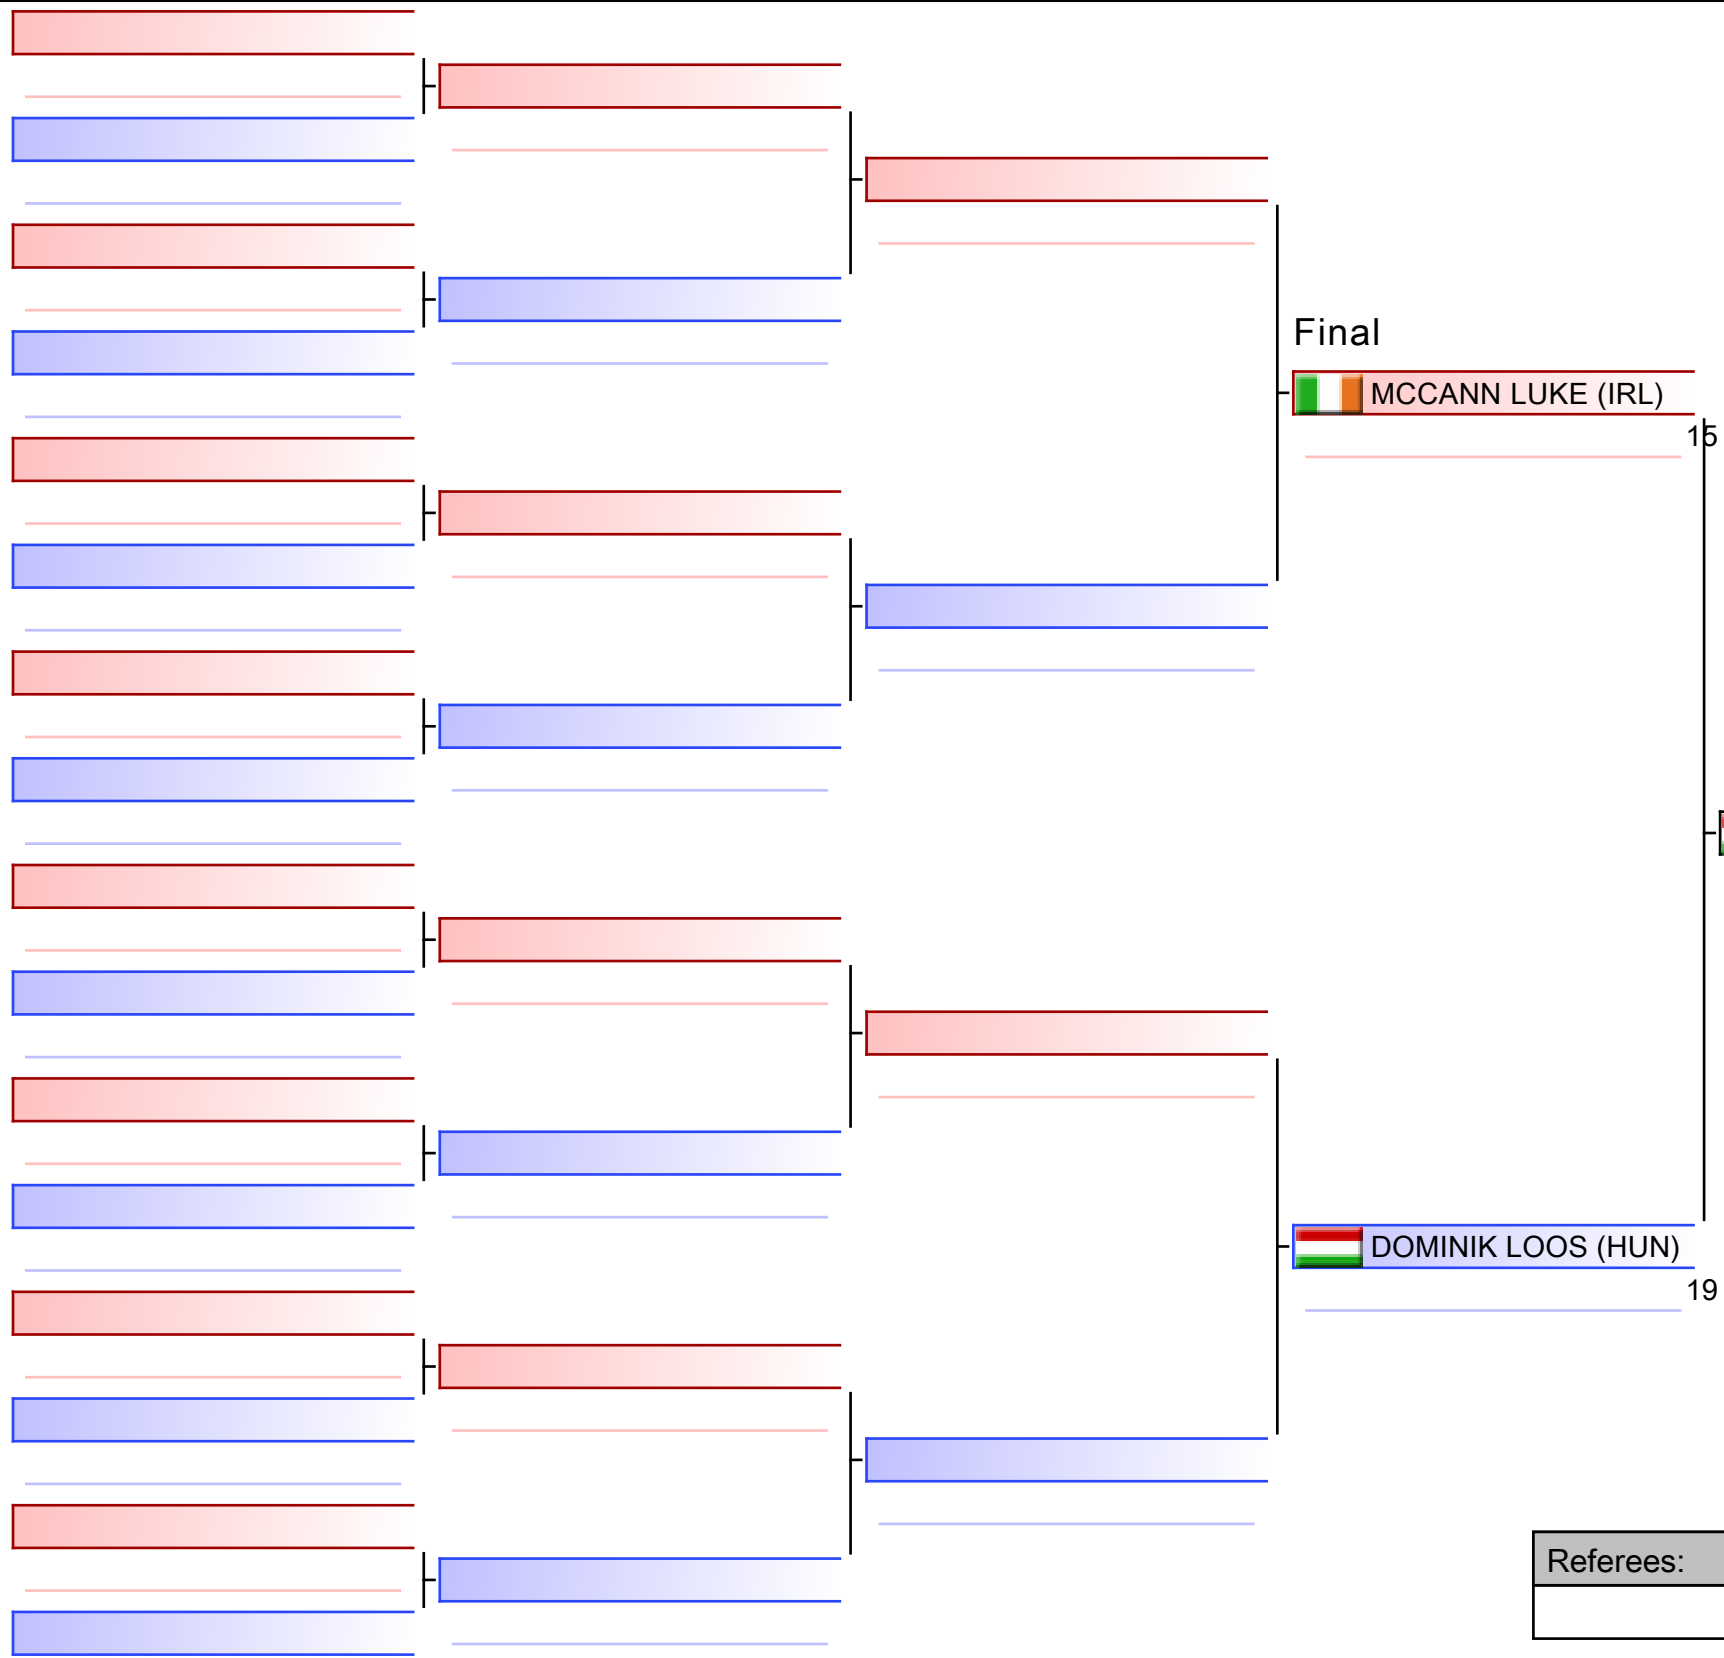 Final
MCCANN LUKE (IRL)
15
DOMINIK LOOS (HUN)
19
Referees: